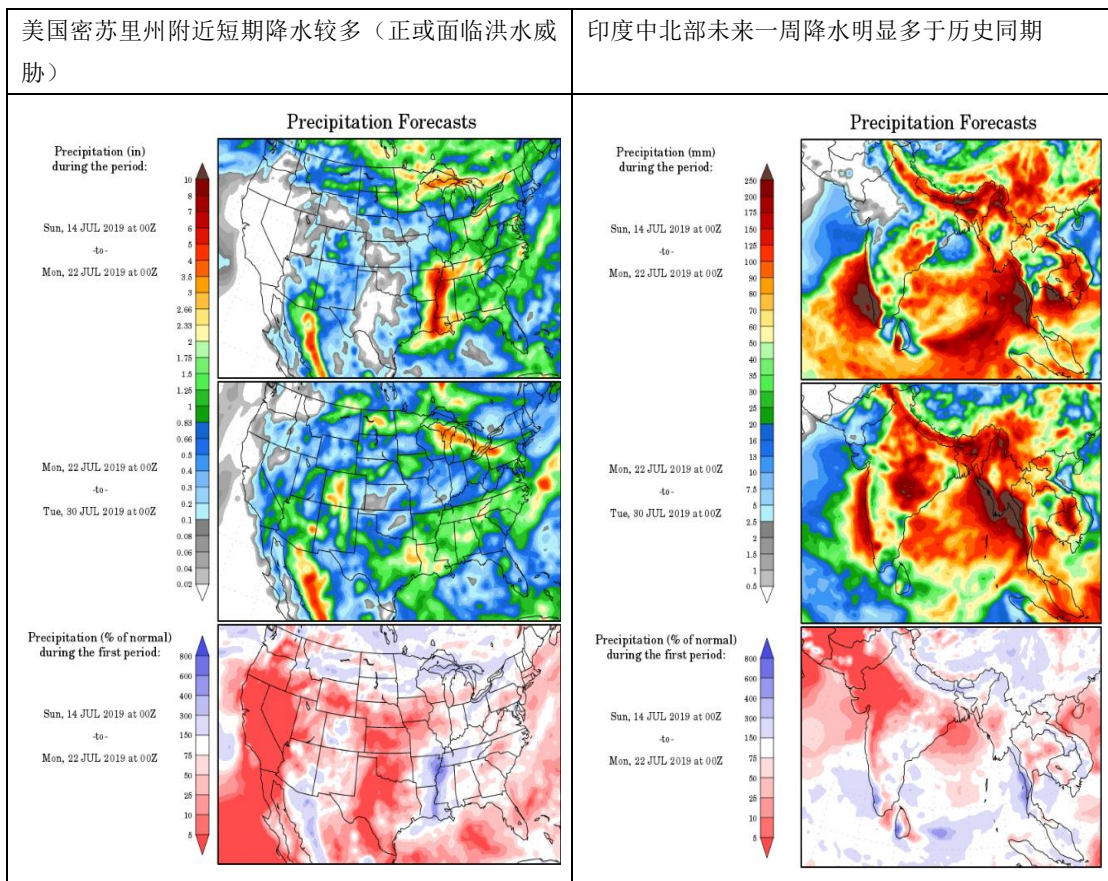 美国密苏里州附近短期降水较多（正或面临洪水威
胁）
印度中北部未来一周降水明显多于历史同期
Precipitation Forecasts
Precipitation (in)
during the period:
10
8
7
6
5
4
3.5
3
2.66
2.33
2
1.75
1.5
1.25
1
0.83
0.66
0.5
0.4
0.3
0.2
0.1
0.08
0.06
0.04
0.02
Sun, 14 JUL 2019 at 00Z
-to-
Mon, 22 JUL 2019 at 00Z
Mon, 22 JUL 2019 at 00Z
-to-
Tue, 30 JUL 2019 at 00Z
Precipitation (% of normal)
during the first period:
800
600
400
300
150
75
50
25
10
5
Sun, 14 JUL 2019 at 00Z
-to-
Mon, 22 JUL 2019 at 00Z
Precipitation Forecasts
Precipitation (mm)
during the period:
250
200
175
150
125
100
90
80
70
60
50
40
35
30
25
20
16
13
10
7.5
5
2.5
2
1.5
1
0.5
Sun, 14 JUL 2019 at 00Z
-to-
Mon, 22 JUL 2019 at 00Z
Mon, 22 JUL 2019 at 00Z
-to-
Tue, 30 JUL 2019 at 00Z
Precipitation (% of normal)
during the first period:
800
600
400
300
150
75
50
25
10
5
Sun, 14 JUL 2019 at 00Z
-to-
Mon, 22 JUL 2019 at 00Z